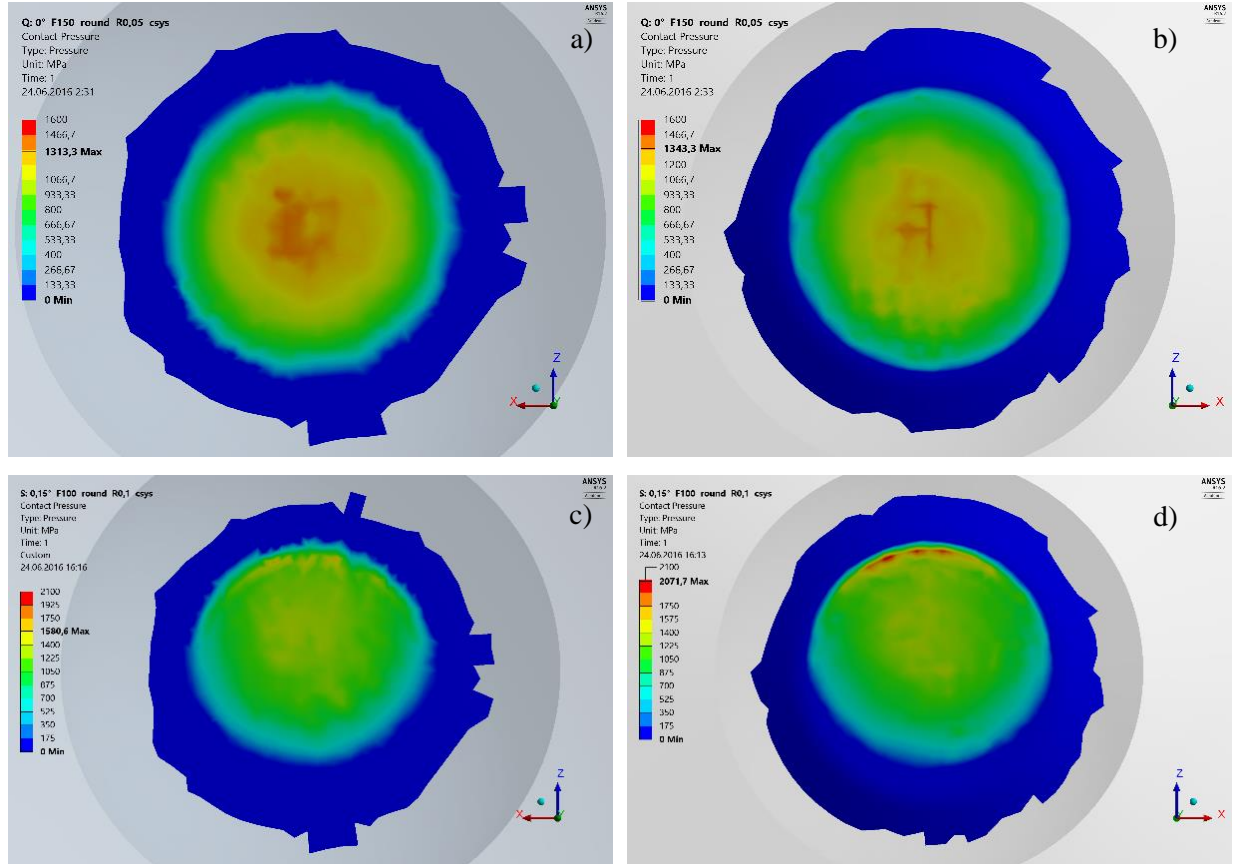 Q: 0° F150 round R0,05 csys
Contact Pressure
Type: Pressure
Unit: MPa
Time: 1
24.06.2016 2:31
1600
1466,7
1313,3 Max
1200
1066,7
933,33
800
666,67
533,33
400
266,67
133,33
0 Min
ANSYS
a)
Z
X
Y
Q: 0° F150 round R0,05 csys
Contact Pressure
Type: Pressure
Unit: MPa
Time: 1
24.06.2016 2:33
1600
1466,7
1343,3 Max
1200
1066,7
933,33
800
666,67
533,33
400
266,67
133,33
0 Min
ANSYS
b)
Z
Y
X
S: 0,15° F100 round R0,1 csys
Contact Pressure
Type: Pressure
Unit: MPa
Time: 1
Custom
24.06.2016 16:16
2100
1925
1750
1580,6 Max
1400
1225
1050
875
700
525
350
175
0 Min
ANSYS
c)
Z
X
Y
S: 0,15° F100 round R0,1 csys
Contact Pressure
Type: Pressure
Unit: MPa
Time: 1
24.06.2016 16:13
2100
2071,7 Max
1750
1575
1400
1225
1050
875
700
525
350
175
0 Min
ANSYS
d)
Z
Y
X